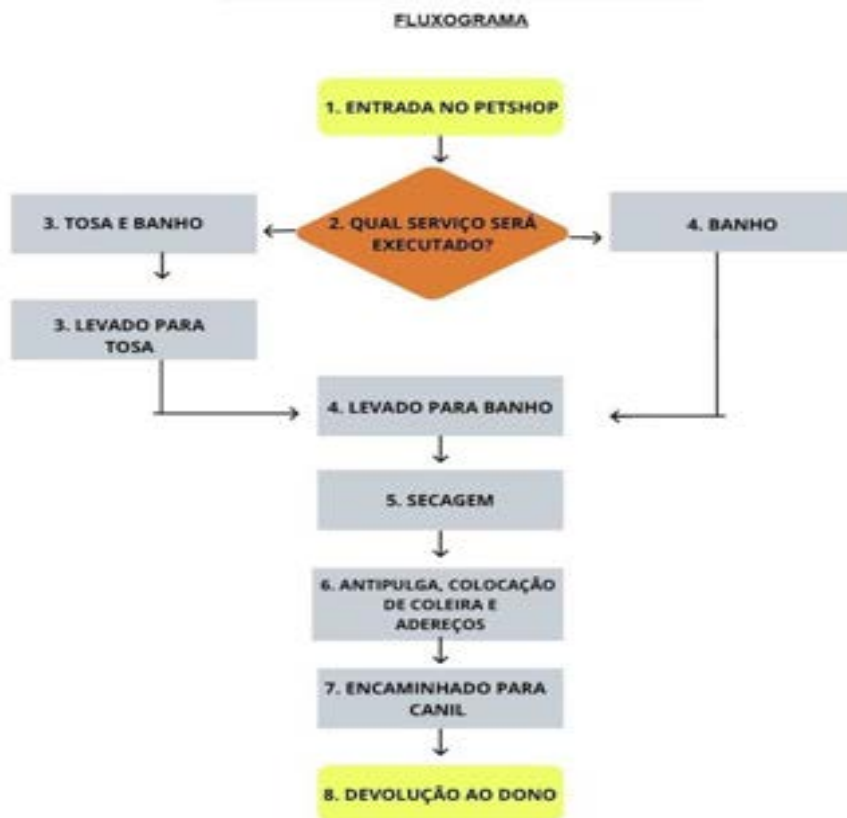 FLUXOGRAMA
1. ENTRADA NO PETSHOP
2. QUAL SERVIÇO SERÁ
EXECUTADO?
3. TOSA E BANHO
4. BANHO
3. LEVADO PARA
TOSA
4. LEVADO PARA BANHO
5. SECAGEM
6. ANTIPULGA, COLOCAÇÃO
DE COLEIRA E
ADEREÇOS
7. ENCAMINHADO PARA
CANIL
8. DEVOLUÇÃO AO DONO